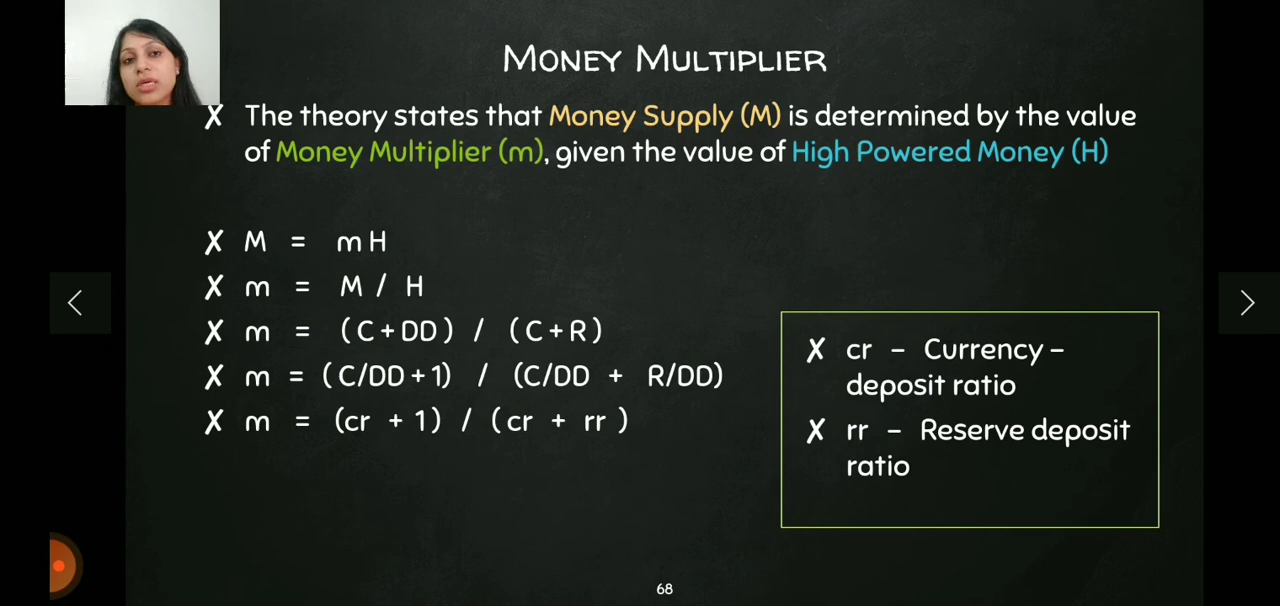 MONEY MULTIPLIER
✗ The theory states that Money Supply (M) is determined by the value
of Money Multiplier (m), given the value of High Powered Money (H)
✗ M = mH
✗ m = M / H
✗ m = (C+DD) / (C+R)
✗ m = (C/DD+1) / (C/DD + R/DD)
✗ m = (cr + 1) / (cr + rr )
✗ cr – Currency –
deposit ratio
✗ rr – Reserve deposit
ratio
68